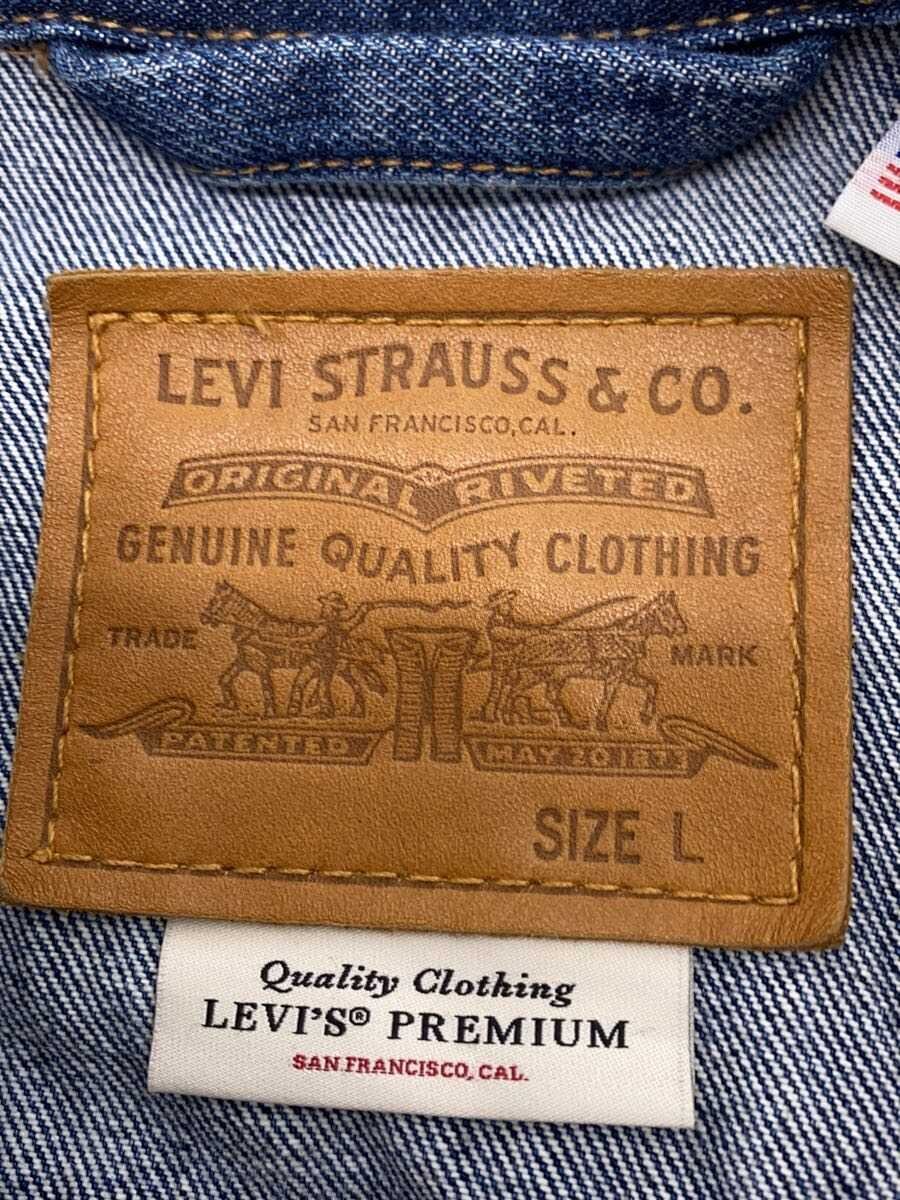 LEVI STRAUSS & CO.
SAN FRANCISCO, CAL.
ORIGINAL RIVETED
GENUINE QUALITY CLOTHING
TRADE MARK
PATENTED MAY 20 1873
SIZE L
Quality Clothing
LEVI'S® PREMIUM
SAN FRANCISCO, CAL.